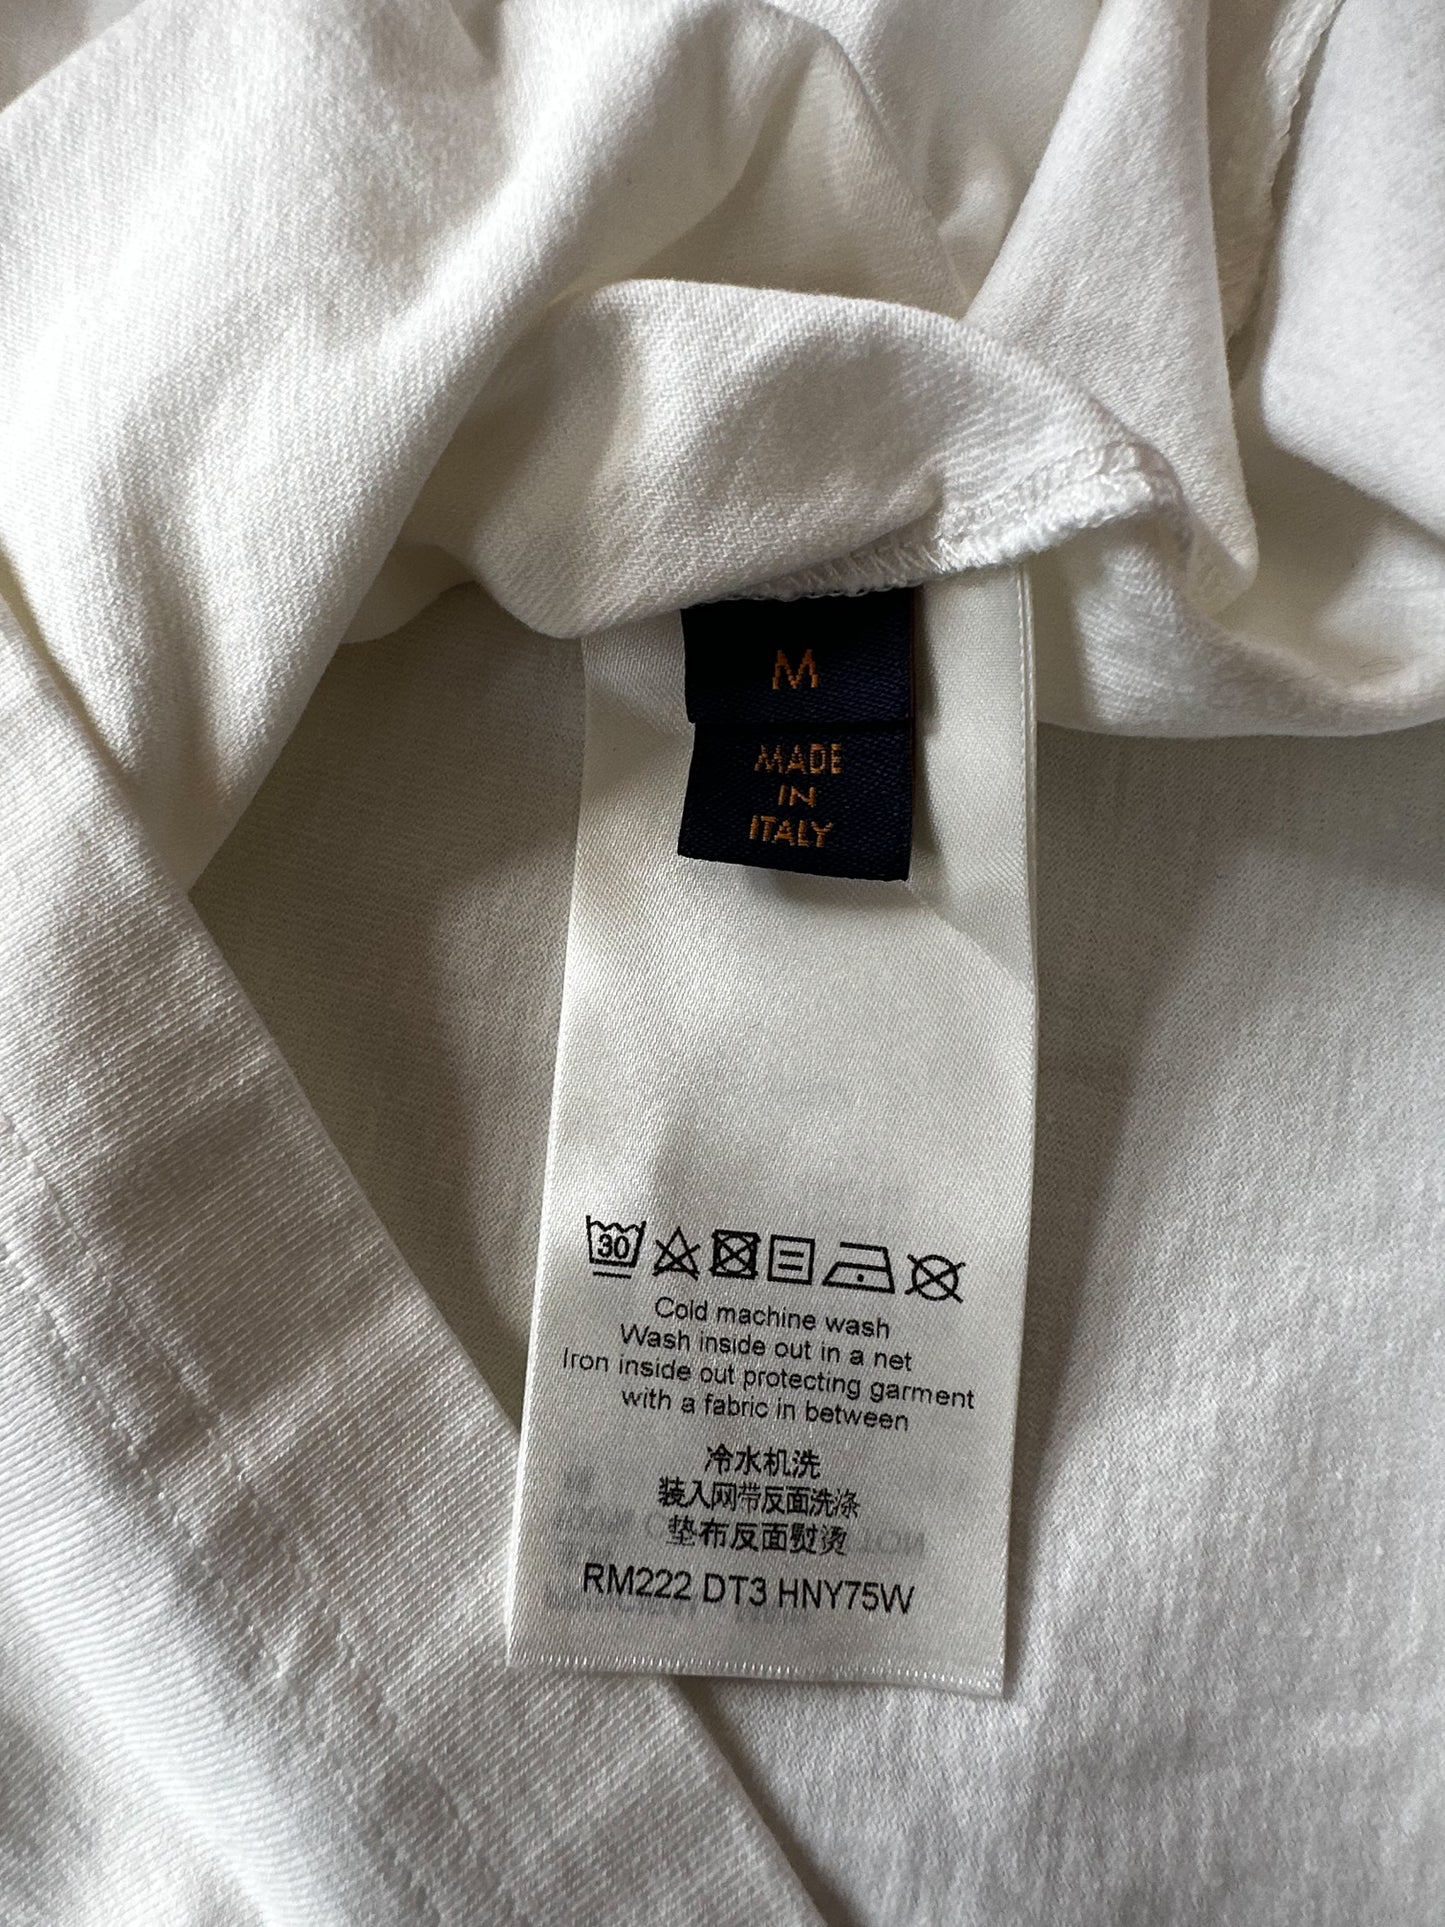 M
MADE
IN
ITALY
30
Cold machine wash
Wash inside out in a net
Iron inside out protecting garment
with a fabric in between
冷水机洗
装入网带反面洗涤
垫布反面熨烫
RM222 DT3 HNY75W